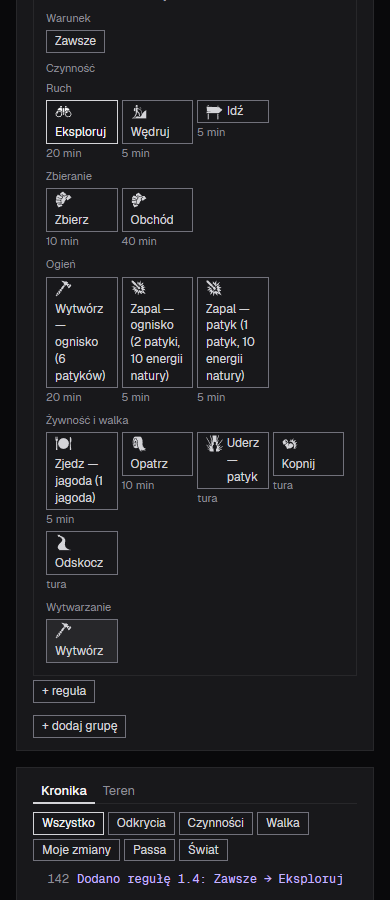 Warunek
Zawsze
Czynność
Ruch
Eksploruj
Wędruj
Idź
20 min
5 min
5 min
Zbieranie
Zbierz
Obchód
10 min
40 min
Ogień
Wytwórz
—
ognisko
(6
patyków)
Zapal —
ognisko
(2 patyki,
10 energii
natury)
Zapal —
patyk (1
patyk, 10
energii
natury)
20 min
5 min
5 min
Żywność i walka
Zjedz —
jagoda (1
jagoda)
Opatrz
Uderz
—
patyk
Kopnij
5 min
10 min
tura
tura
Odskocz
tura
Wytwarzanie
Wytwórz
+ reguła
+ dodaj grupę
Kronika
Teren
Wszystko
Odkrycia
Czynności
Walka
Moje zmiany
Passa
Świat
142 Dodano regułę 1.4: Zawsze → Eksploruj